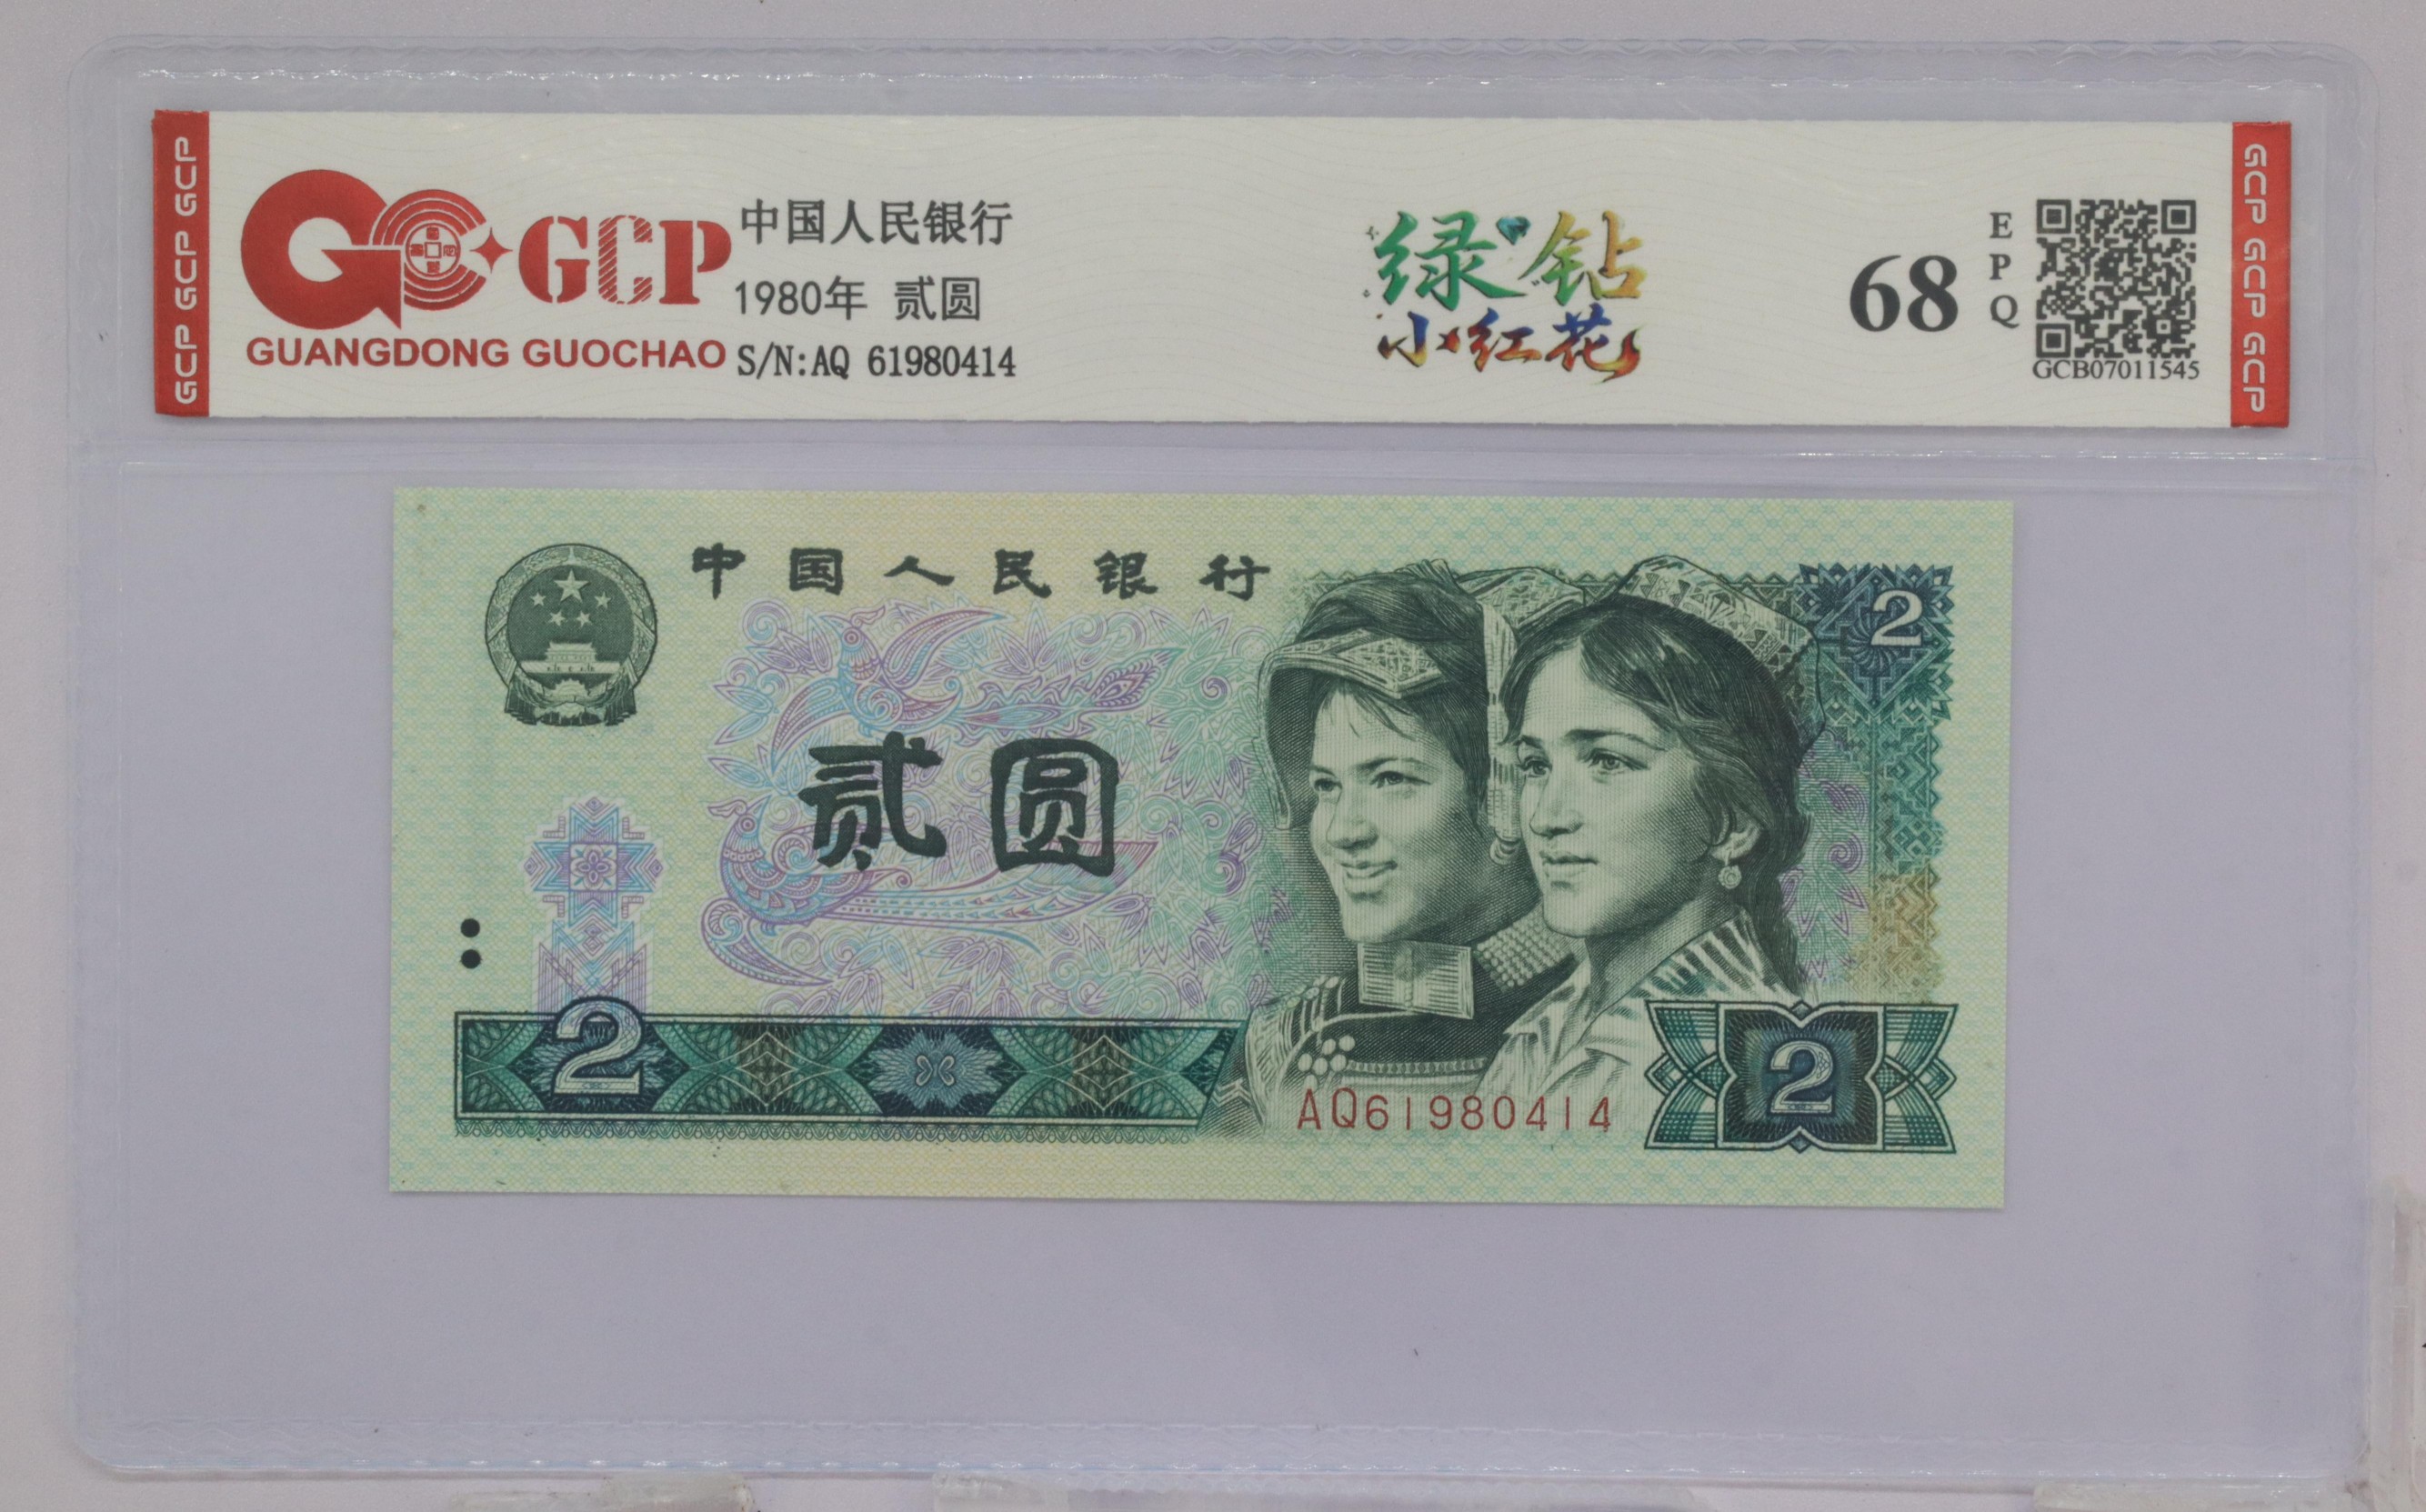 GCP GCP GCP
GCP
GUANGDONG GUOCHAO
中国人民银行
1980年 贰圆
S/N:AQ 61980414
绿钻
小红花
68
EPQ
GCB07011545
GCP GCP GCP
中国人民银行
2
贰圆
2
AQ61980414
2